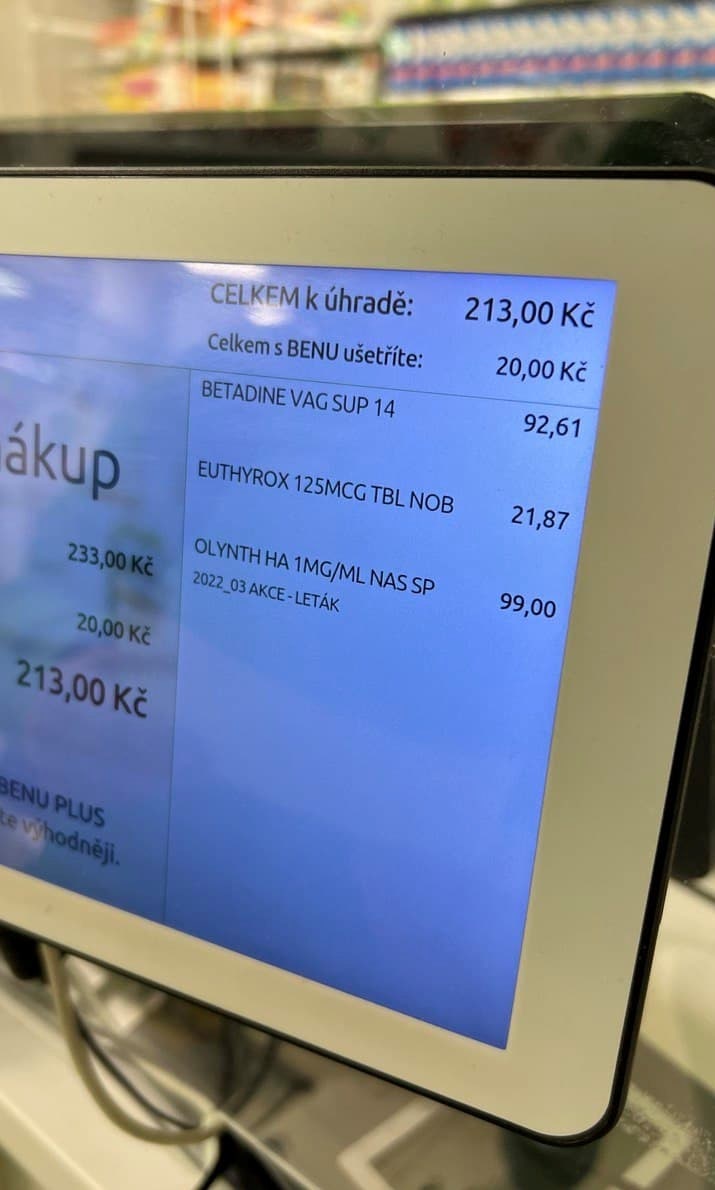 CELKEM k úhradě: 213,00 Kč
Celkem s BENU ušetříte: 20,00 Kč
BETADINE VAG SUP 14 92,61
EUTHYROX 125MCG TBL NOB 21,87
OLYNTH HA 1MG/ML NAS SP 99,00
2022_03 AKCE - LETÁK
ákup
233,00 Kč
20,00 Kč
213,00 Kč
BENU PLUS
te výhodněji.